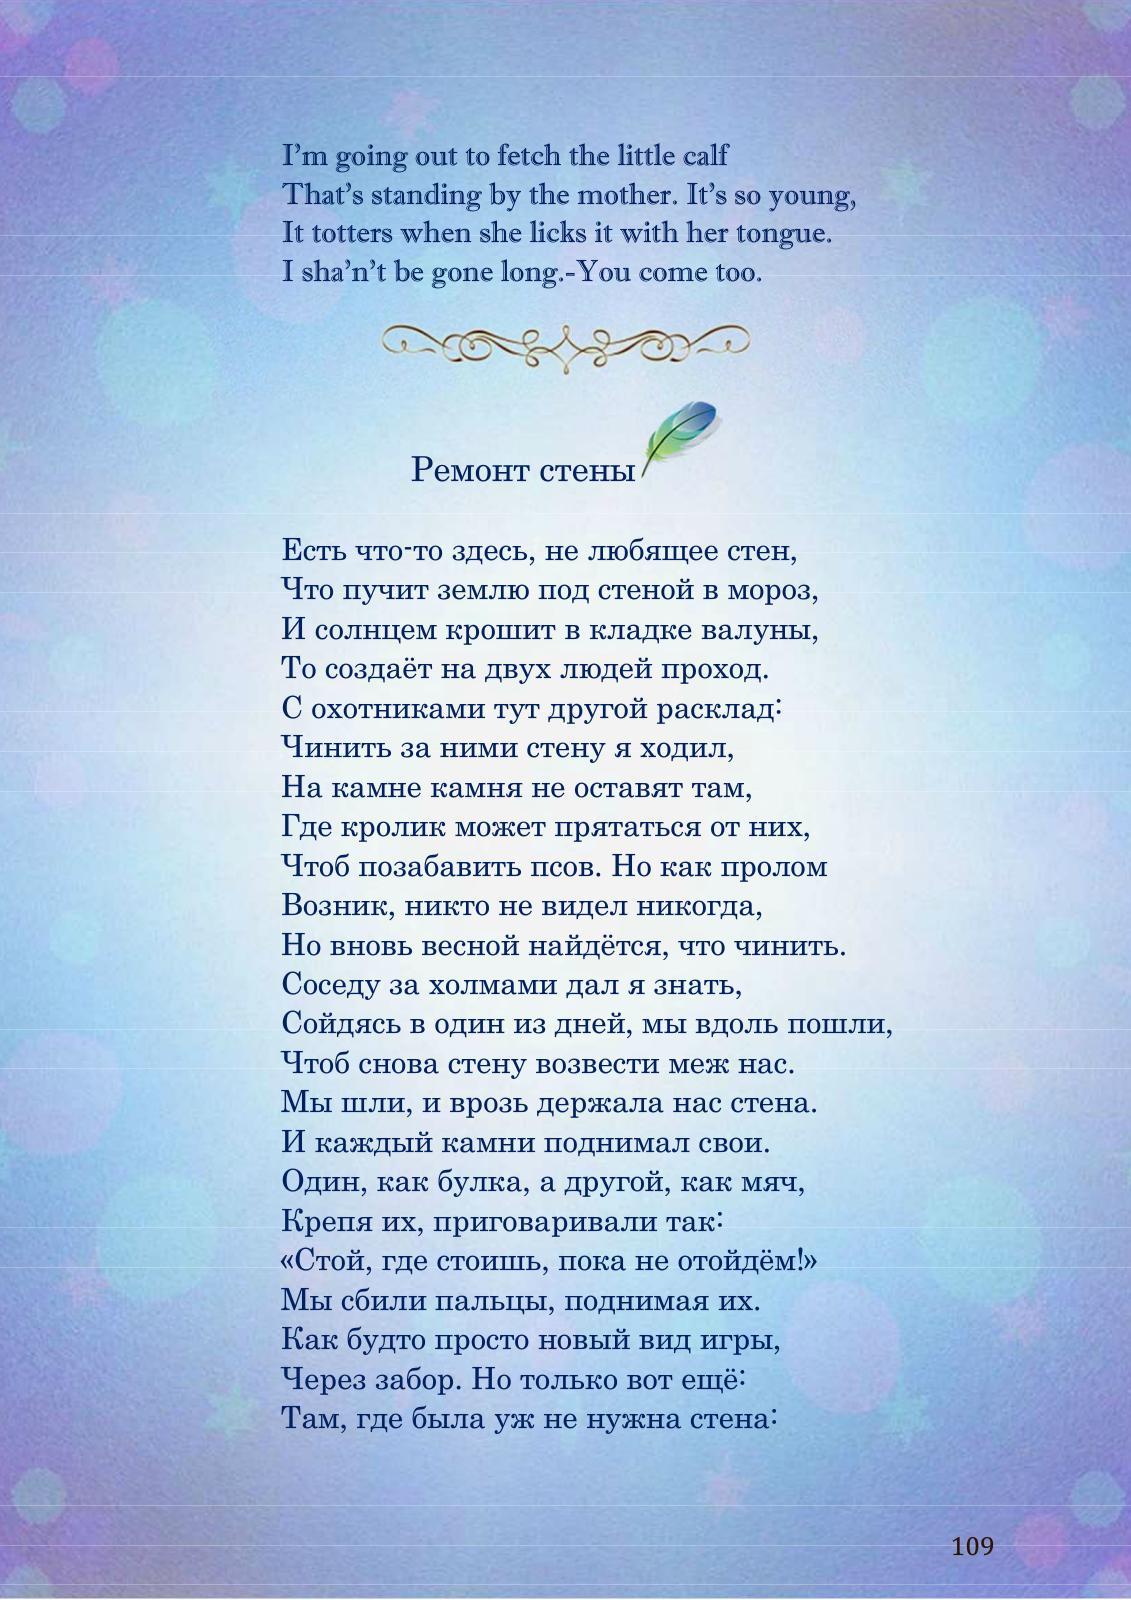 I'm going out to fetch the little calf
That's standing by the mother. It's so young,
It totters when she licks it with her tongue.
I sha'n't be gone long.-You come too.
Ремонт стены
Есть что-то здесь, не любящее стен,
Что пучит землю под стеной в мороз,
И солнцем крошит в кладке валуны,
То создаёт на двух людей проход.
С охотниками тут другой расклад:
Чинить за ними стену я ходил,
На камне камня не оставят там,
Где кролик может прятаться от них,
Чтоб позабавить псов. Но как пролом
Возник, никто не видел никогда,
Но вновь весной найдётся, что чинить.
Соседу за холмами дал я знать,
Сойдясь в один из дней, мы вдоль пошли,
Чтоб снова стену возвести меж нас.
Мы шли, и врозь держала нас стена.
И каждый камни поднимал свои.
Один, как булка, а другой, как мяч,
Крепя их, приговаривали так:
«Стой, где стоишь, пока не отойдём!»
Мы сбили пальцы, поднимая их.
Как будто просто новый вид игры,
Через забор. Но только вот ещё:
Там, где была уж не нужна стена:
109